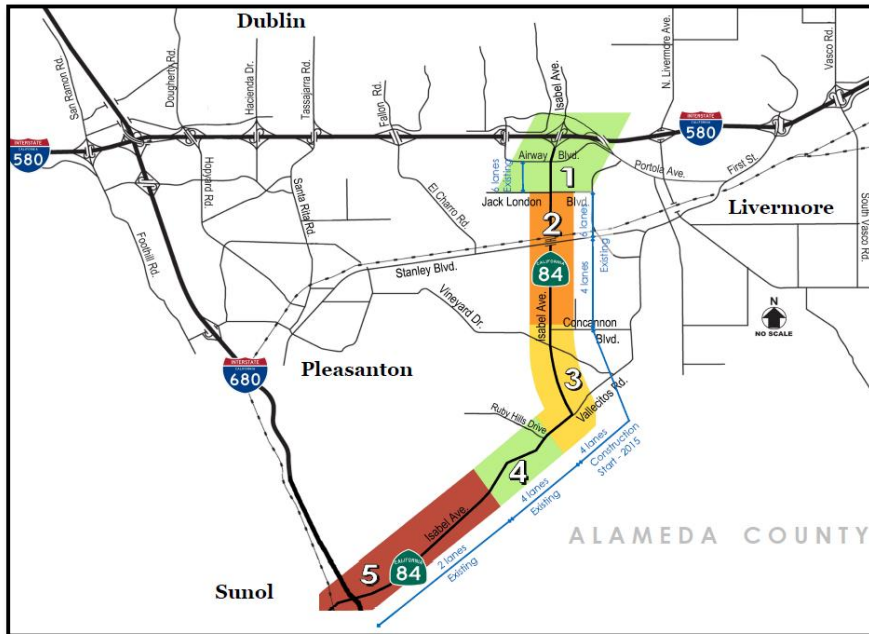 Dublin
San Ramon Rd.
Dougherty Rd.
Hacienda Dr.
Tassajara Rd.
Fallon Rd.
Isabel Ave.
N. Livermore Ave.
Vasco Rd.
INTERSTATE
CALIFORNIA
580
INTERSTATE
CALIFORNIA
580
Airway Blvd.
1
6 lanes
Existing
Portola Ave.
First St.
Hopyard Rd.
Santa Rita Rd.
El Charro Rd.
Jack London Blvd.
Livermore
South Vasco Rd.
Foothill Rd.
2
6 lanes
Existing
4 lanes
Stanley Blvd.
CALIFORNIA
84
Vineyard Dr.
Isabel Ave.
Concannon
Blvd.
N
NO SCALE
INTERSTATE
CALIFORNIA
680
Pleasanton
3
Vallecitos Rd.
Ruby Hills Drive
4 lanes
Construction
Start - 2015
4
4 lanes
Existing
Isabel Ave.
ALAMEDA COUNTY
5
CALIFORNIA
84
2 lanes
Existing
Sunol